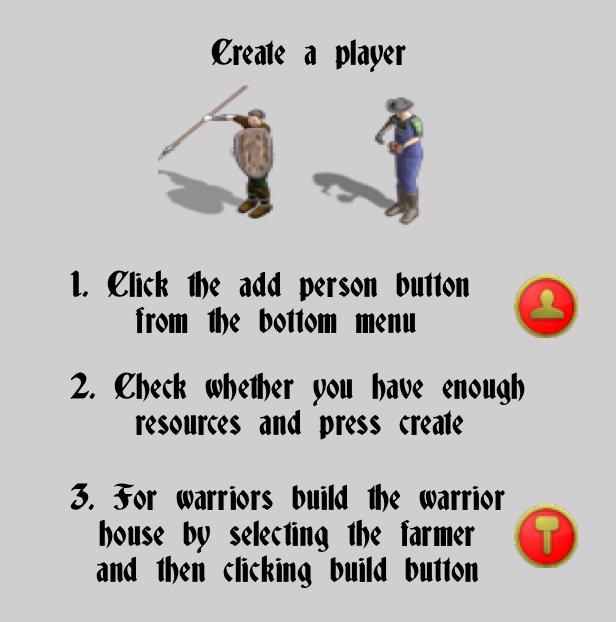 Create a player
1. Click the add person button
from the bottom menu
2. Check whether you have enough
resources and press create
3. For warriors build the warrior
house by selecting the farmer
and then clicking build button